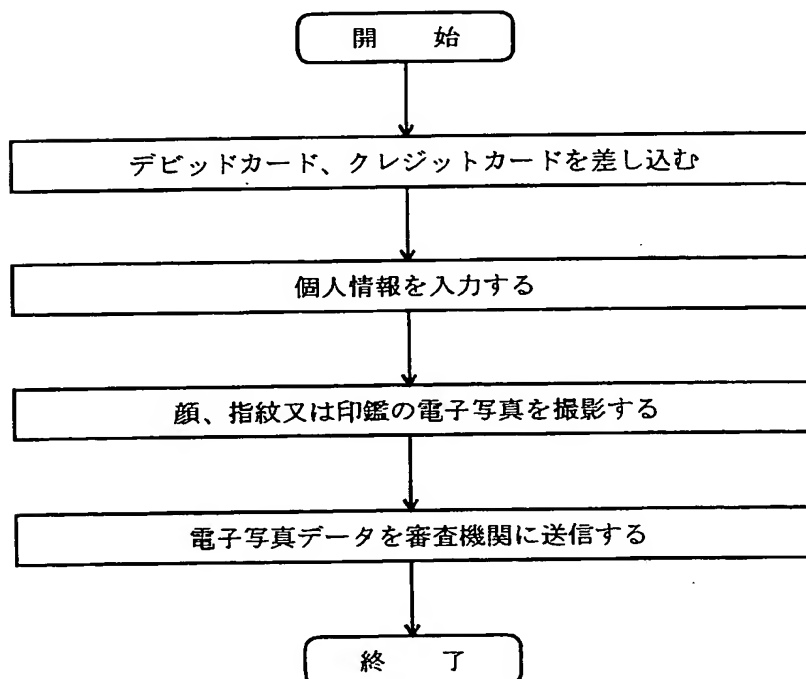 開 始
デビッドカード、クレジットカードを差し込む
個人情報を入力する
顔、指紋又は印鑑の電子写真を撮影する
電子写真データを審査機関に送信する
終 了